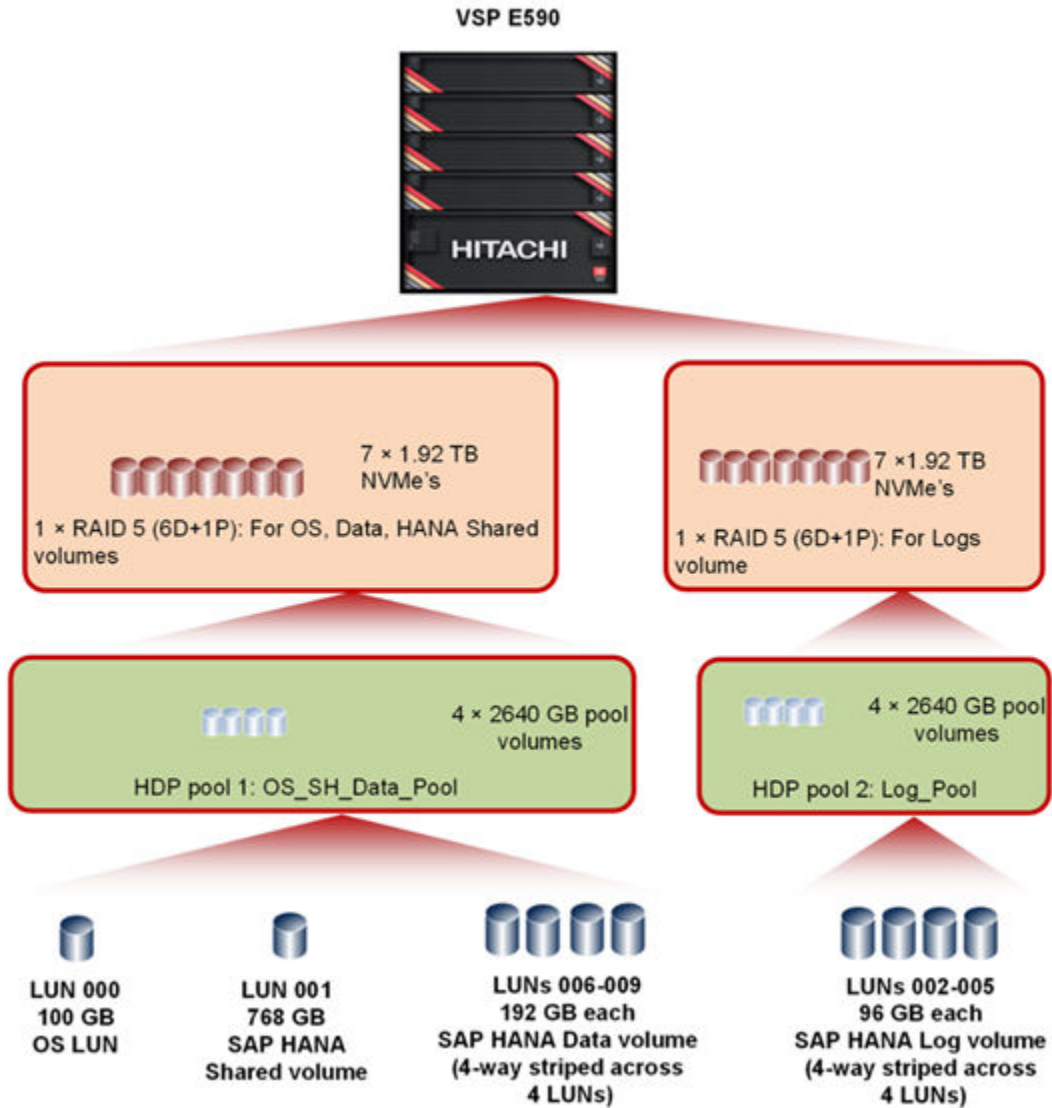 VSP E590
HITACHI
7 × 1.92 TB
NVMe's
1 × RAID 5 (6D+1P): For OS, Data, HANA Shared
volumes
7 ×1.92 TB
NVMe's
1 × RAID 5 (6D+1P): For Logs
volume
4 × 2640 GB pool
volumes
HDP pool 1: OS_SH_Data_Pool
4 × 2640 GB pool
volumes
HDP pool 2: Log_Pool
LUN 000
100 GB
OS LUN
LUN 001
768 GB
SAP HANA
Shared volume
LUNs 006-009
192 GB each
SAP HANA Data volume
(4-way striped across
4 LUNs)
LUNs 002-005
96 GB each
SAP HANA Log volume
(4-way striped across
4 LUNs)